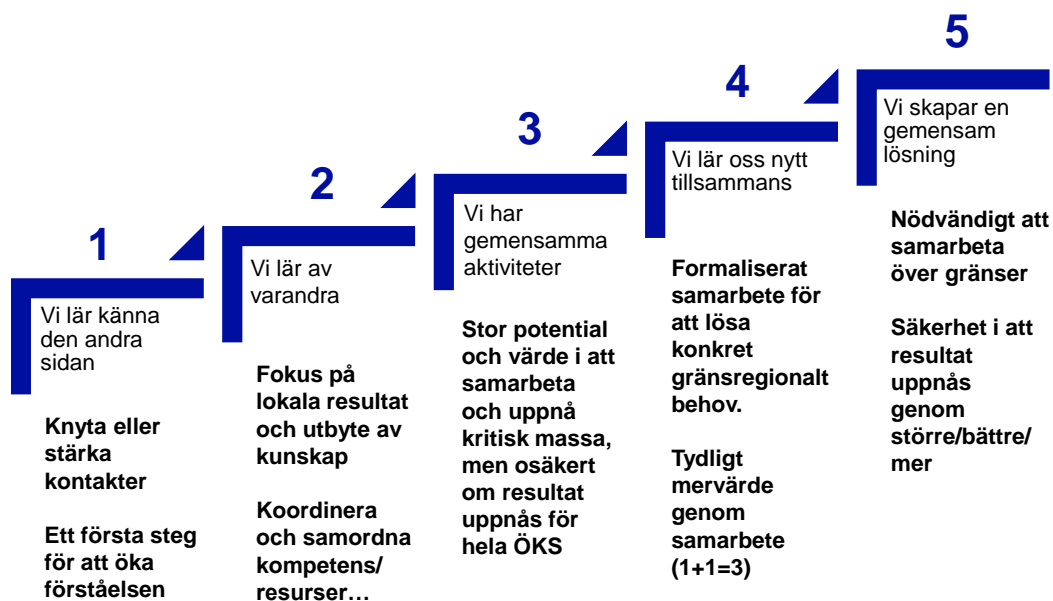 1
Vi lär känna
den andra
sidan
Knyta eller
stärka
kontakter
Ett första steg
för att öka
förståelsen
2
Vi lär av
varandra
Fokus på
lokala resultat
och utbyte av
kunskap
Koordinera
och samordna
kompetens/
resurser…
3
Vi har
gemensamma
aktiviteter
Stor potential
och värde i att
samarbeta
och uppnå
kritisk massa,
men osäkert
om resultat
uppnås för
hela ÖKS
4
Vi lär oss nytt
tillsammans
Formaliserat
samarbete för
att lösa
konkret
gränsregionalt
behov.
Tydligt
mervärde
genom
samarbete
(1+1=3)
5
Vi skapar en
gemensam
lösning
Nödvändigt att
samarbeta
över gränser
Säkerhet i att
resultat
uppnås
genom
större/bättre/
mer